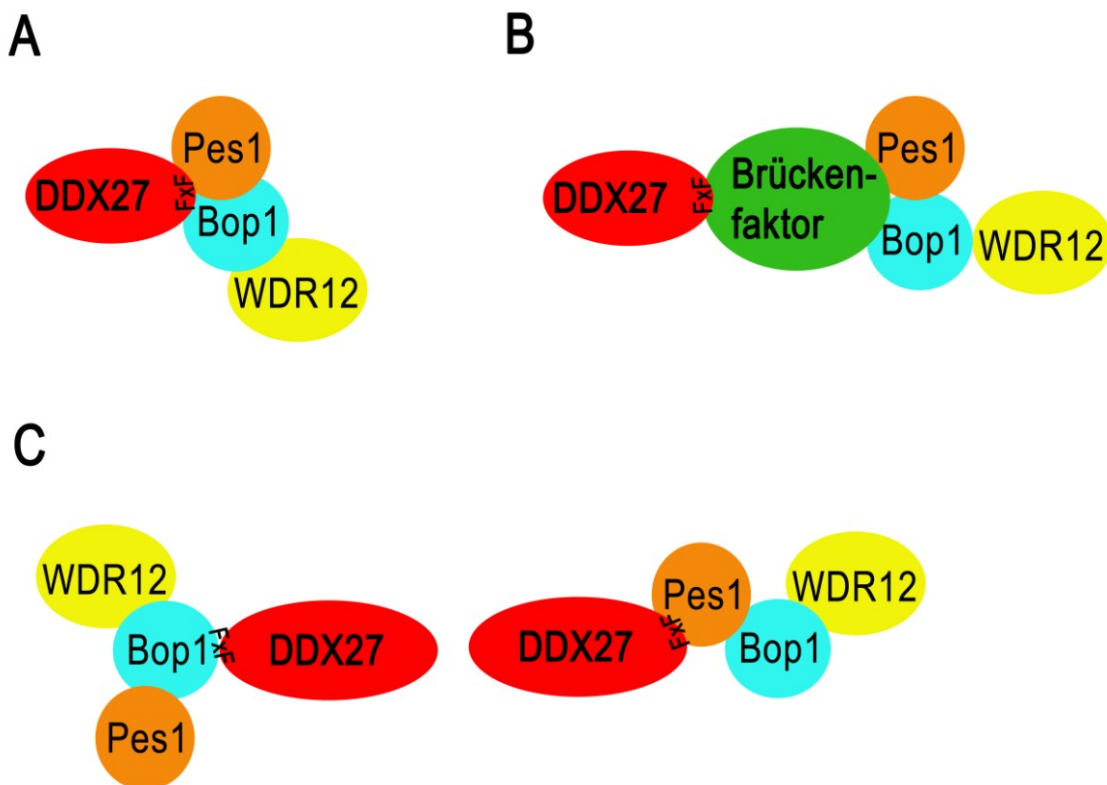 A
Pes1
DDX27
FxF
Bop1
WDR12
B
Brücken-
faktor
Pes1
DDX27
FxF
Bop1
WDR12
C
WDR12
Bop1
FxF
DDX27
Pes1
Pes1
WDR12
DDX27
FxF
Bop1